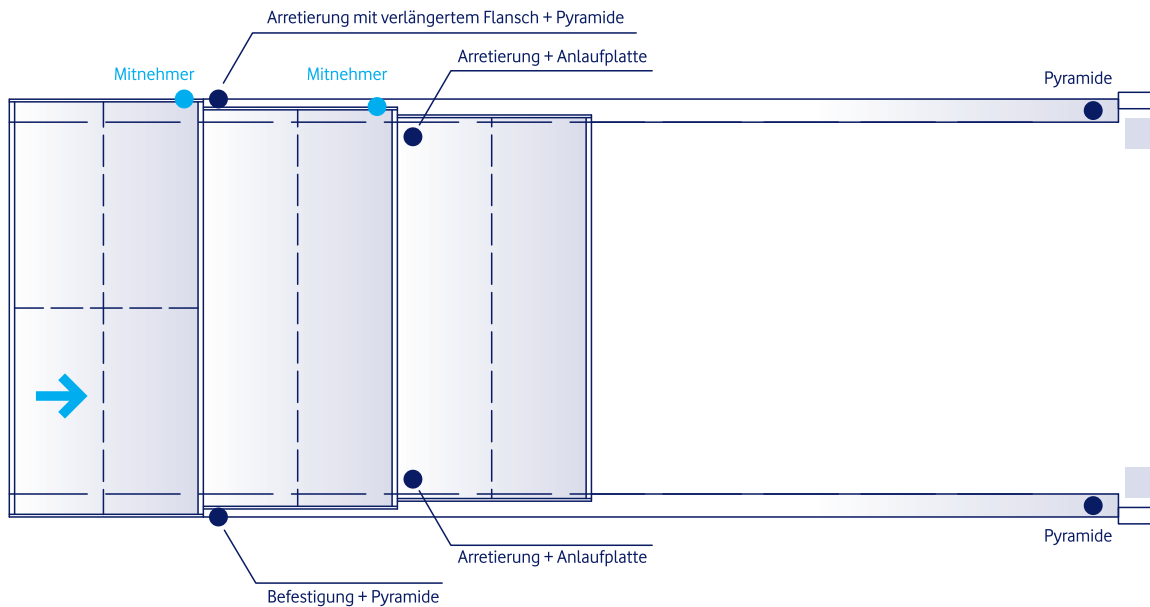 Arretierung mit verlängertem Flansch + Pyramide
Arretierung + Anlaufplatte
Mitnehmer
Mitnehmer
Pyramide
Pyramide
Arretierung + Anlaufplatte
Befestigung + Pyramide